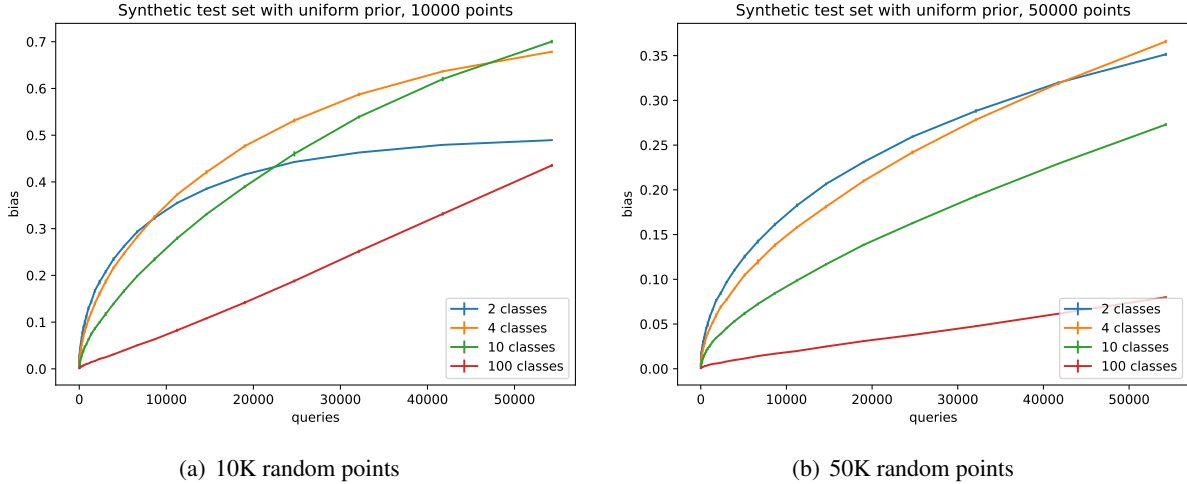 Synthetic test set with uniform prior, 10000 points
0.7
0.6
0.5
0.4
0.3
0.2
0.1
0.0
bias
0 10000 20000 30000 40000 50000
queries
2 classes
4 classes
10 classes
100 classes
(a) 10K random points
Synthetic test set with uniform prior, 50000 points
0.35
0.30
0.25
0.20
0.15
0.10
0.05
0.00
bias
0 10000 20000 30000 40000 50000
queries
2 classes
4 classes
10 classes
100 classes
(b) 50K random points